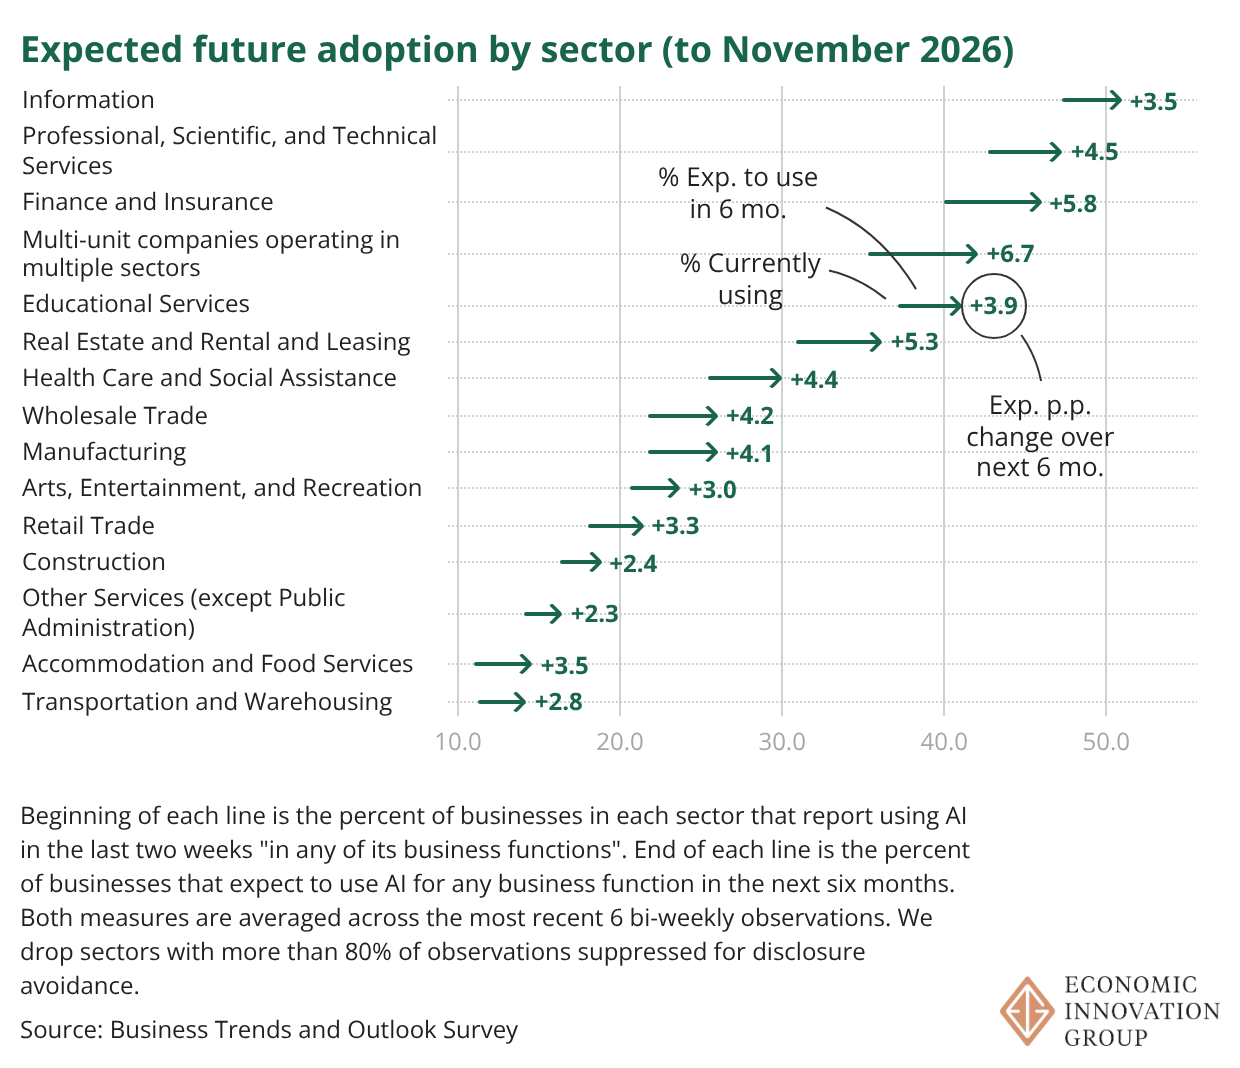 Expected future adoption by sector (to November 2026)
Information
+3.5
Professional, Scientific, and Technical
Services
+4.5
% Exp. to use
in 6 mo.
Finance and Insurance
+5.8
Multi-unit companies operating in
multiple sectors
+6.7
% Currently
using
Educational Services
+3.9
Real Estate and Rental and Leasing
+5.3
Health Care and Social Assistance
+4.4
Exp. p.p.
change over
next 6 mo.
Wholesale Trade
+4.2
Manufacturing
+4.1
Arts, Entertainment, and Recreation
+3.0
Retail Trade
+3.3
Construction
+2.4
Other Services (except Public
Administration)
+2.3
Accommodation and Food Services
+3.5
Transportation and Warehousing
+2.8
10.0 20.0 30.0 40.0 50.0
Beginning of each line is the percent of businesses in each sector that report using AI
in the last two weeks "in any of its business functions". End of each line is the percent
of businesses that expect to use AI for any business function in the next six months.
Both measures are averaged across the most recent 6 bi-weekly observations. We
drop sectors with more than 80% of observations suppressed for disclosure
avoidance.
Source: Business Trends and Outlook Survey
ECONOMIC
INNOVATION
GROUP